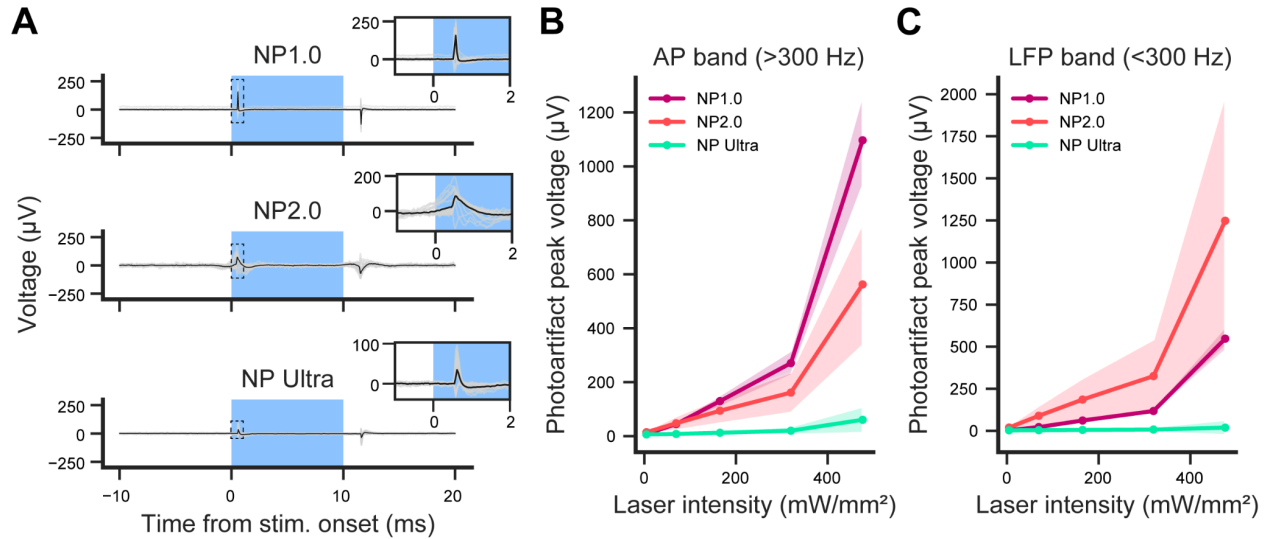 A
NP1.0
250
0
−250
250
0
0
2
NP2.0
250
0
−250
200
0
0
2
NP Ultra
250
0
−250
100
0
0
2
−10
0
10
20
Voltage (µV)
Time from stim. onset (ms)
B
AP band (>300 Hz)
NP1.0
NP2.0
NP Ultra
Photoartifact peak voltage (µV)
1200
1000
800
600
400
200
0
0
200
400
Laser intensity (mW/mm²)
C
LFP band (<300 Hz)
NP1.0
NP2.0
NP Ultra
Photoartifact peak voltage (µV)
2000
1750
1500
1250
1000
750
500
250
0
0
200
400
Laser intensity (mW/mm²)